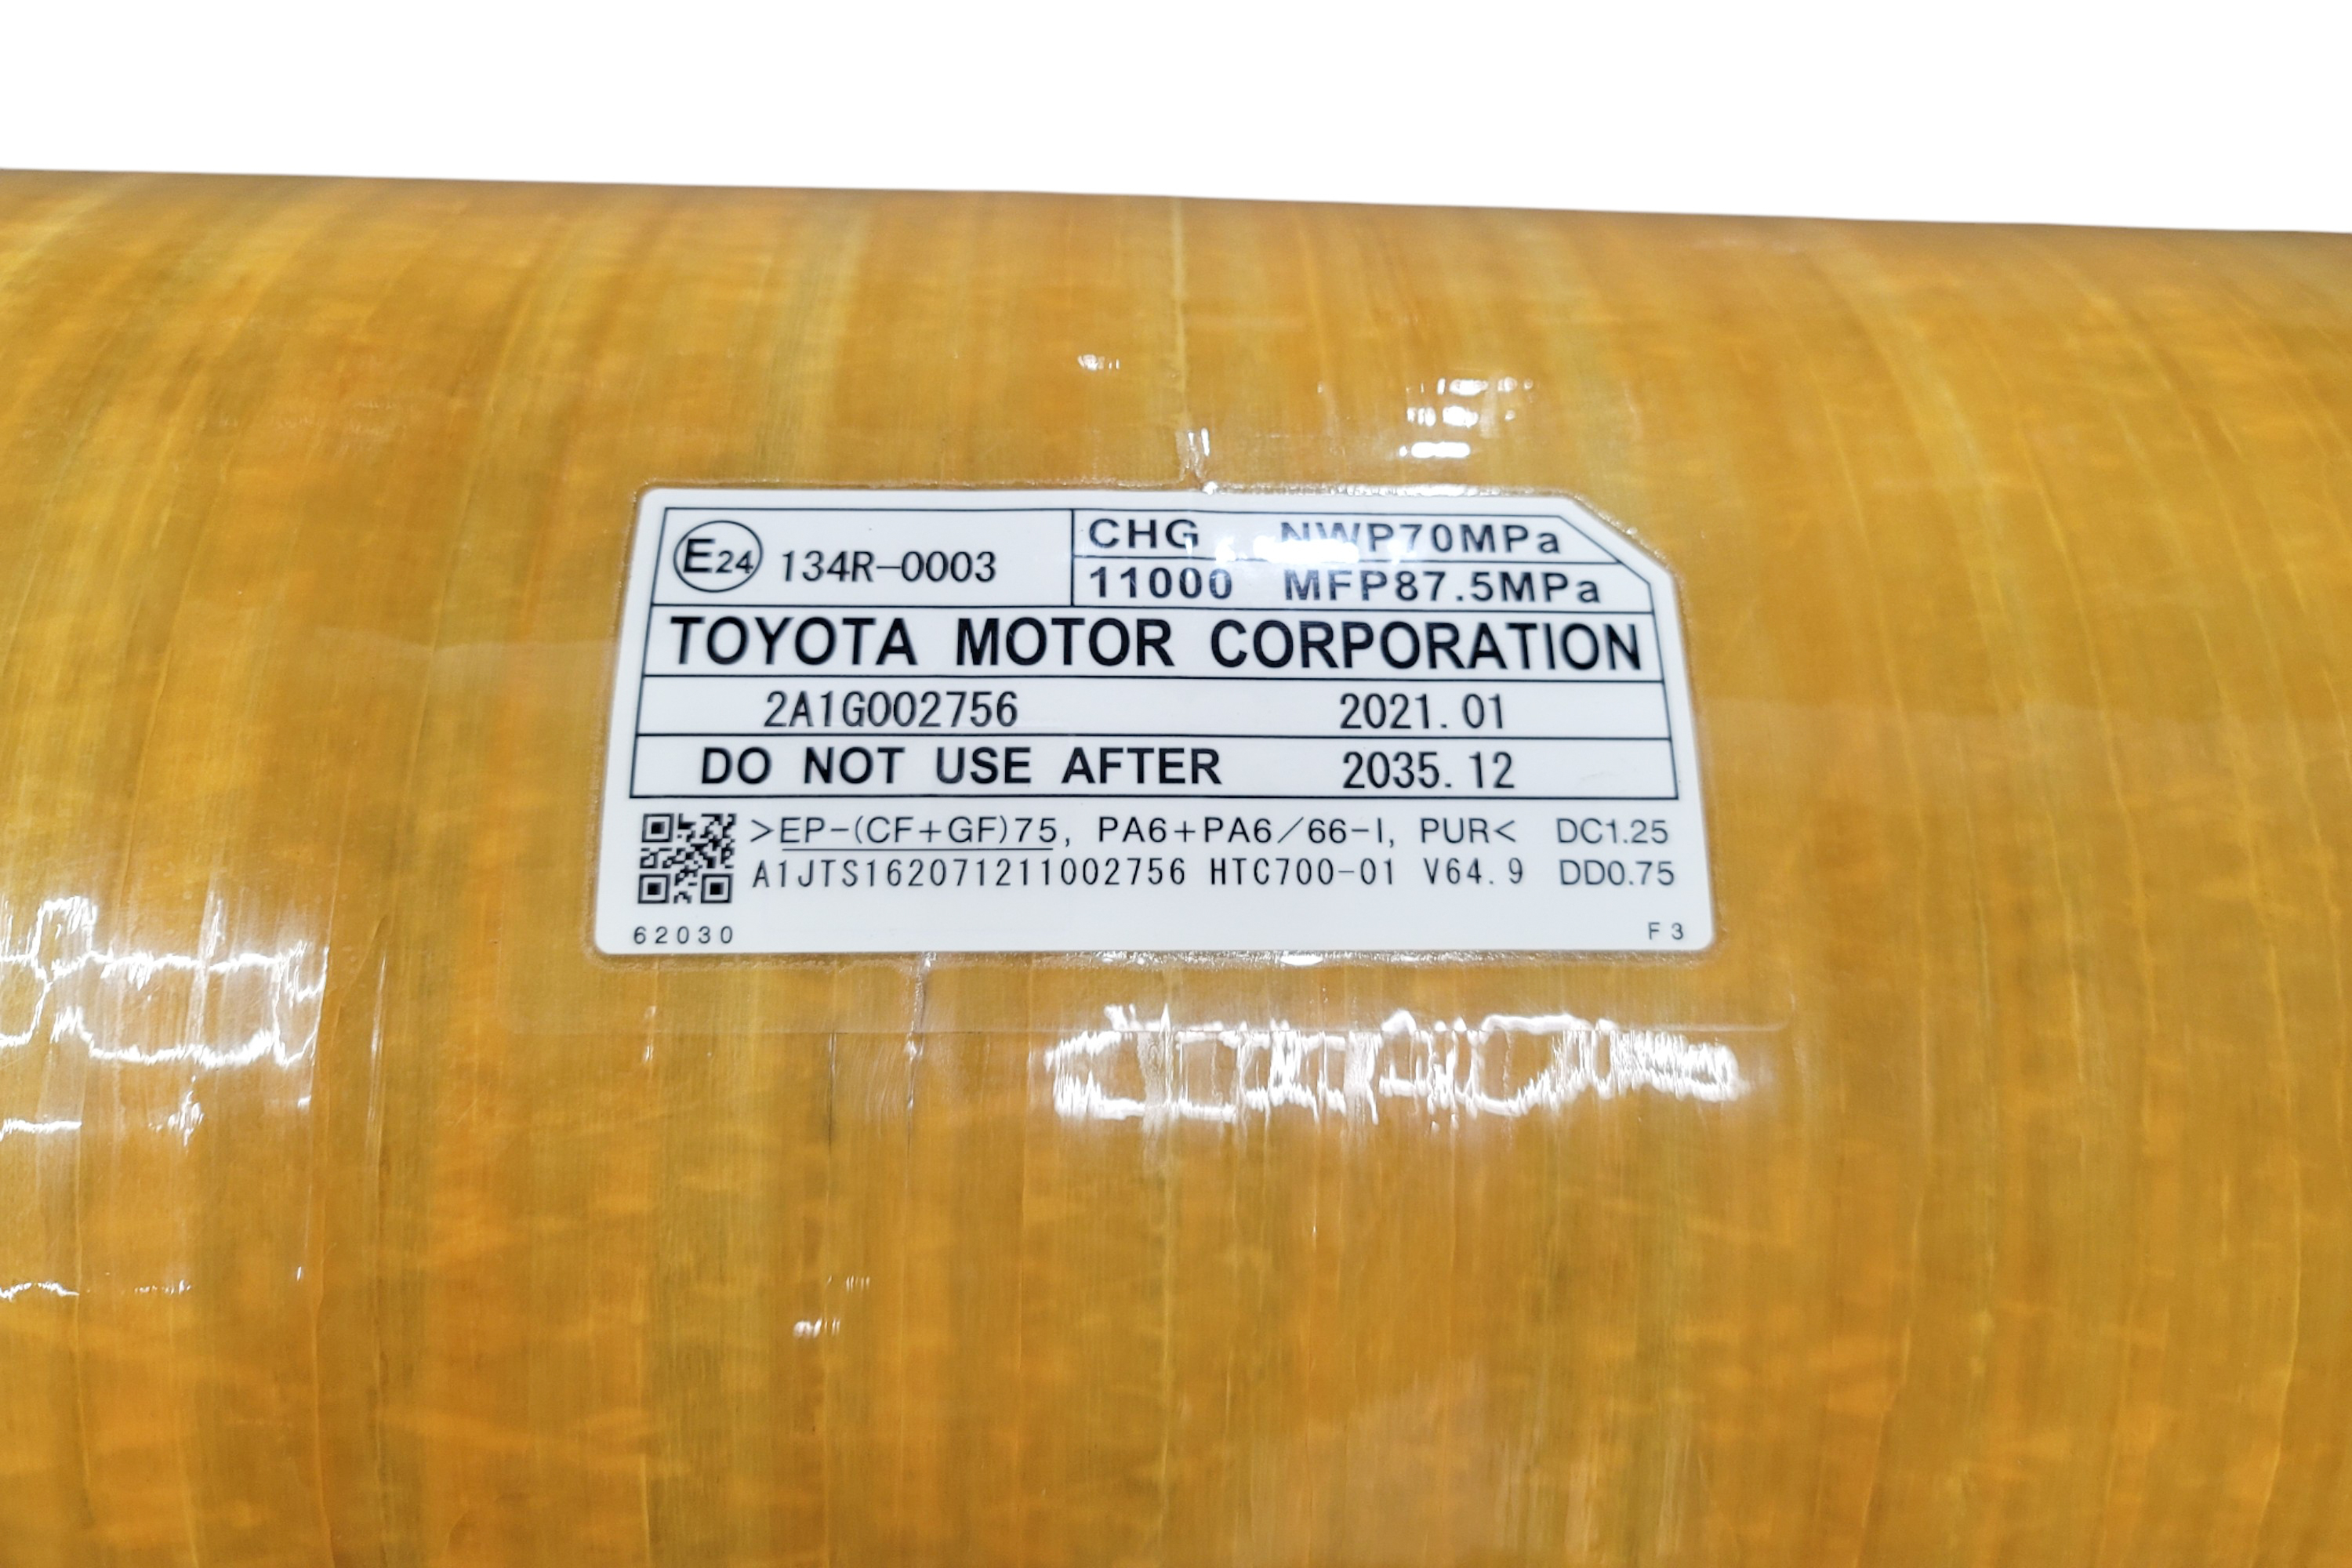 E24 134R-0003
CHG NWP70MPa
11000 MFP87.5MPa
TOYOTA MOTOR CORPORATION
2A1G002756 2021.01
DO NOT USE AFTER 2035.12
>EP-(CF+GF)75, PA6+PA6/66-I, PUR< DC1.25
A1JTS162071211002756 HTC700-01 V64.9 DD0.75
62030 F3